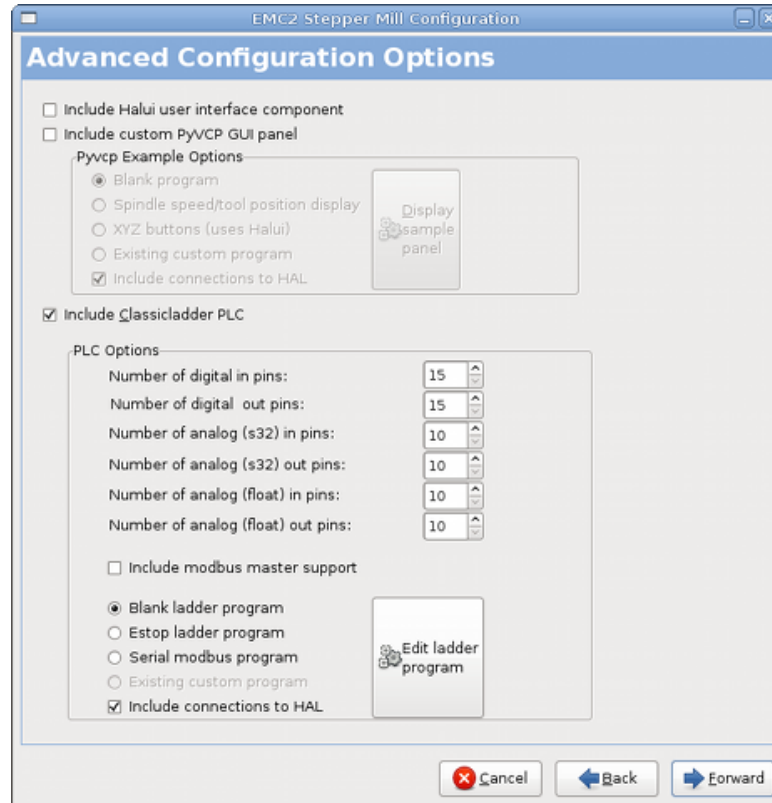 EMC2 Stepper Mill Configuration
Advanced Configuration Options
Include Halui user interface component
Include custom PyVCP GUI panel
Pyvcp Example Options
Blank program
Spindle speed/tool position display
XYZ buttons (uses Halui)
Existing custom program
Include connections to HAL
Display
sample
panel
Include Classicladder PLC
PLC Options
Number of digital in pins: 15
Number of digital out pins: 15
Number of analog (s32) in pins: 10
Number of analog (s32) out pins: 10
Number of analog (float) in pins: 10
Number of analog (float) out pins: 10
Include modbus master support
Blank ladder program
Estop ladder program
Serial modbus program
Existing custom program
Include connections to HAL
Edit ladder
program
Cancel Back Forward